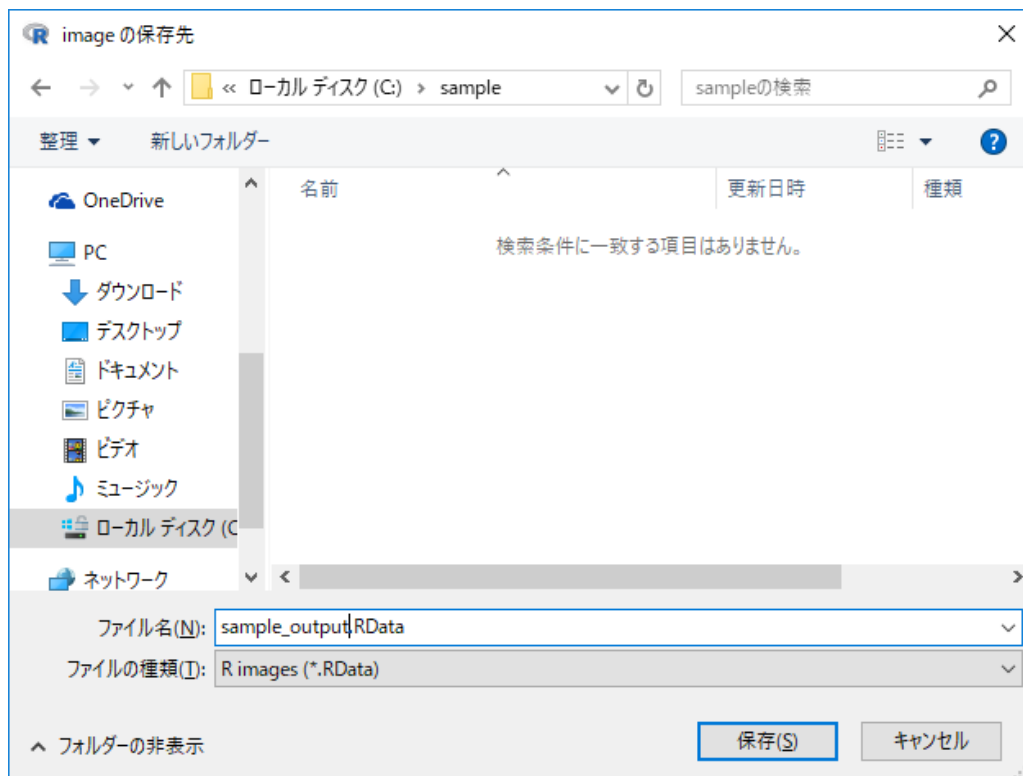 image の保存先
« ローカル ディスク (C:) › sample
sampleの検索
整理
新しいフォルダー
名前
更新日時
種類
検索条件に一致する項目はありません。
OneDrive
PC
ダウンロード
デスクトップ
ドキュメント
ピクチャ
ビデオ
ミュージック
ローカル ディスク (C
ネットワーク
ファイル名(N): sample_output.RData
ファイルの種類(T): R images (*.RData)
フォルダーの非表示
保存(S)
キャンセル